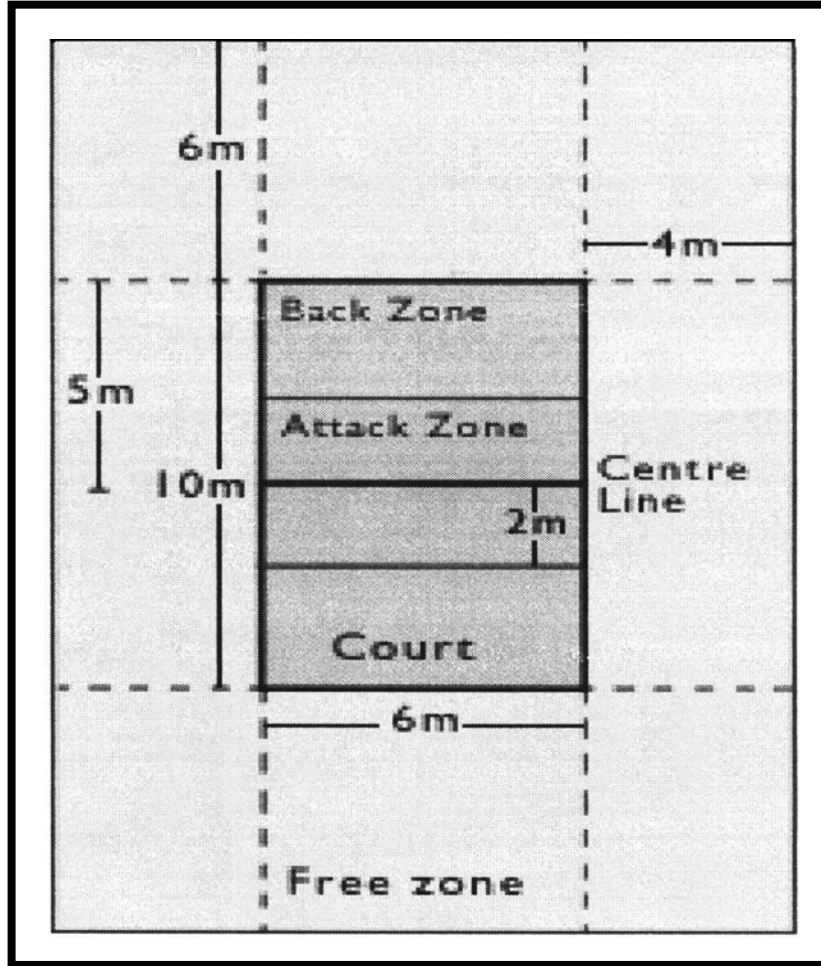 6m
4m
Back Zone
5m
Attack Zone
10m
Centre
Line
2m
Court
6m
Free zone